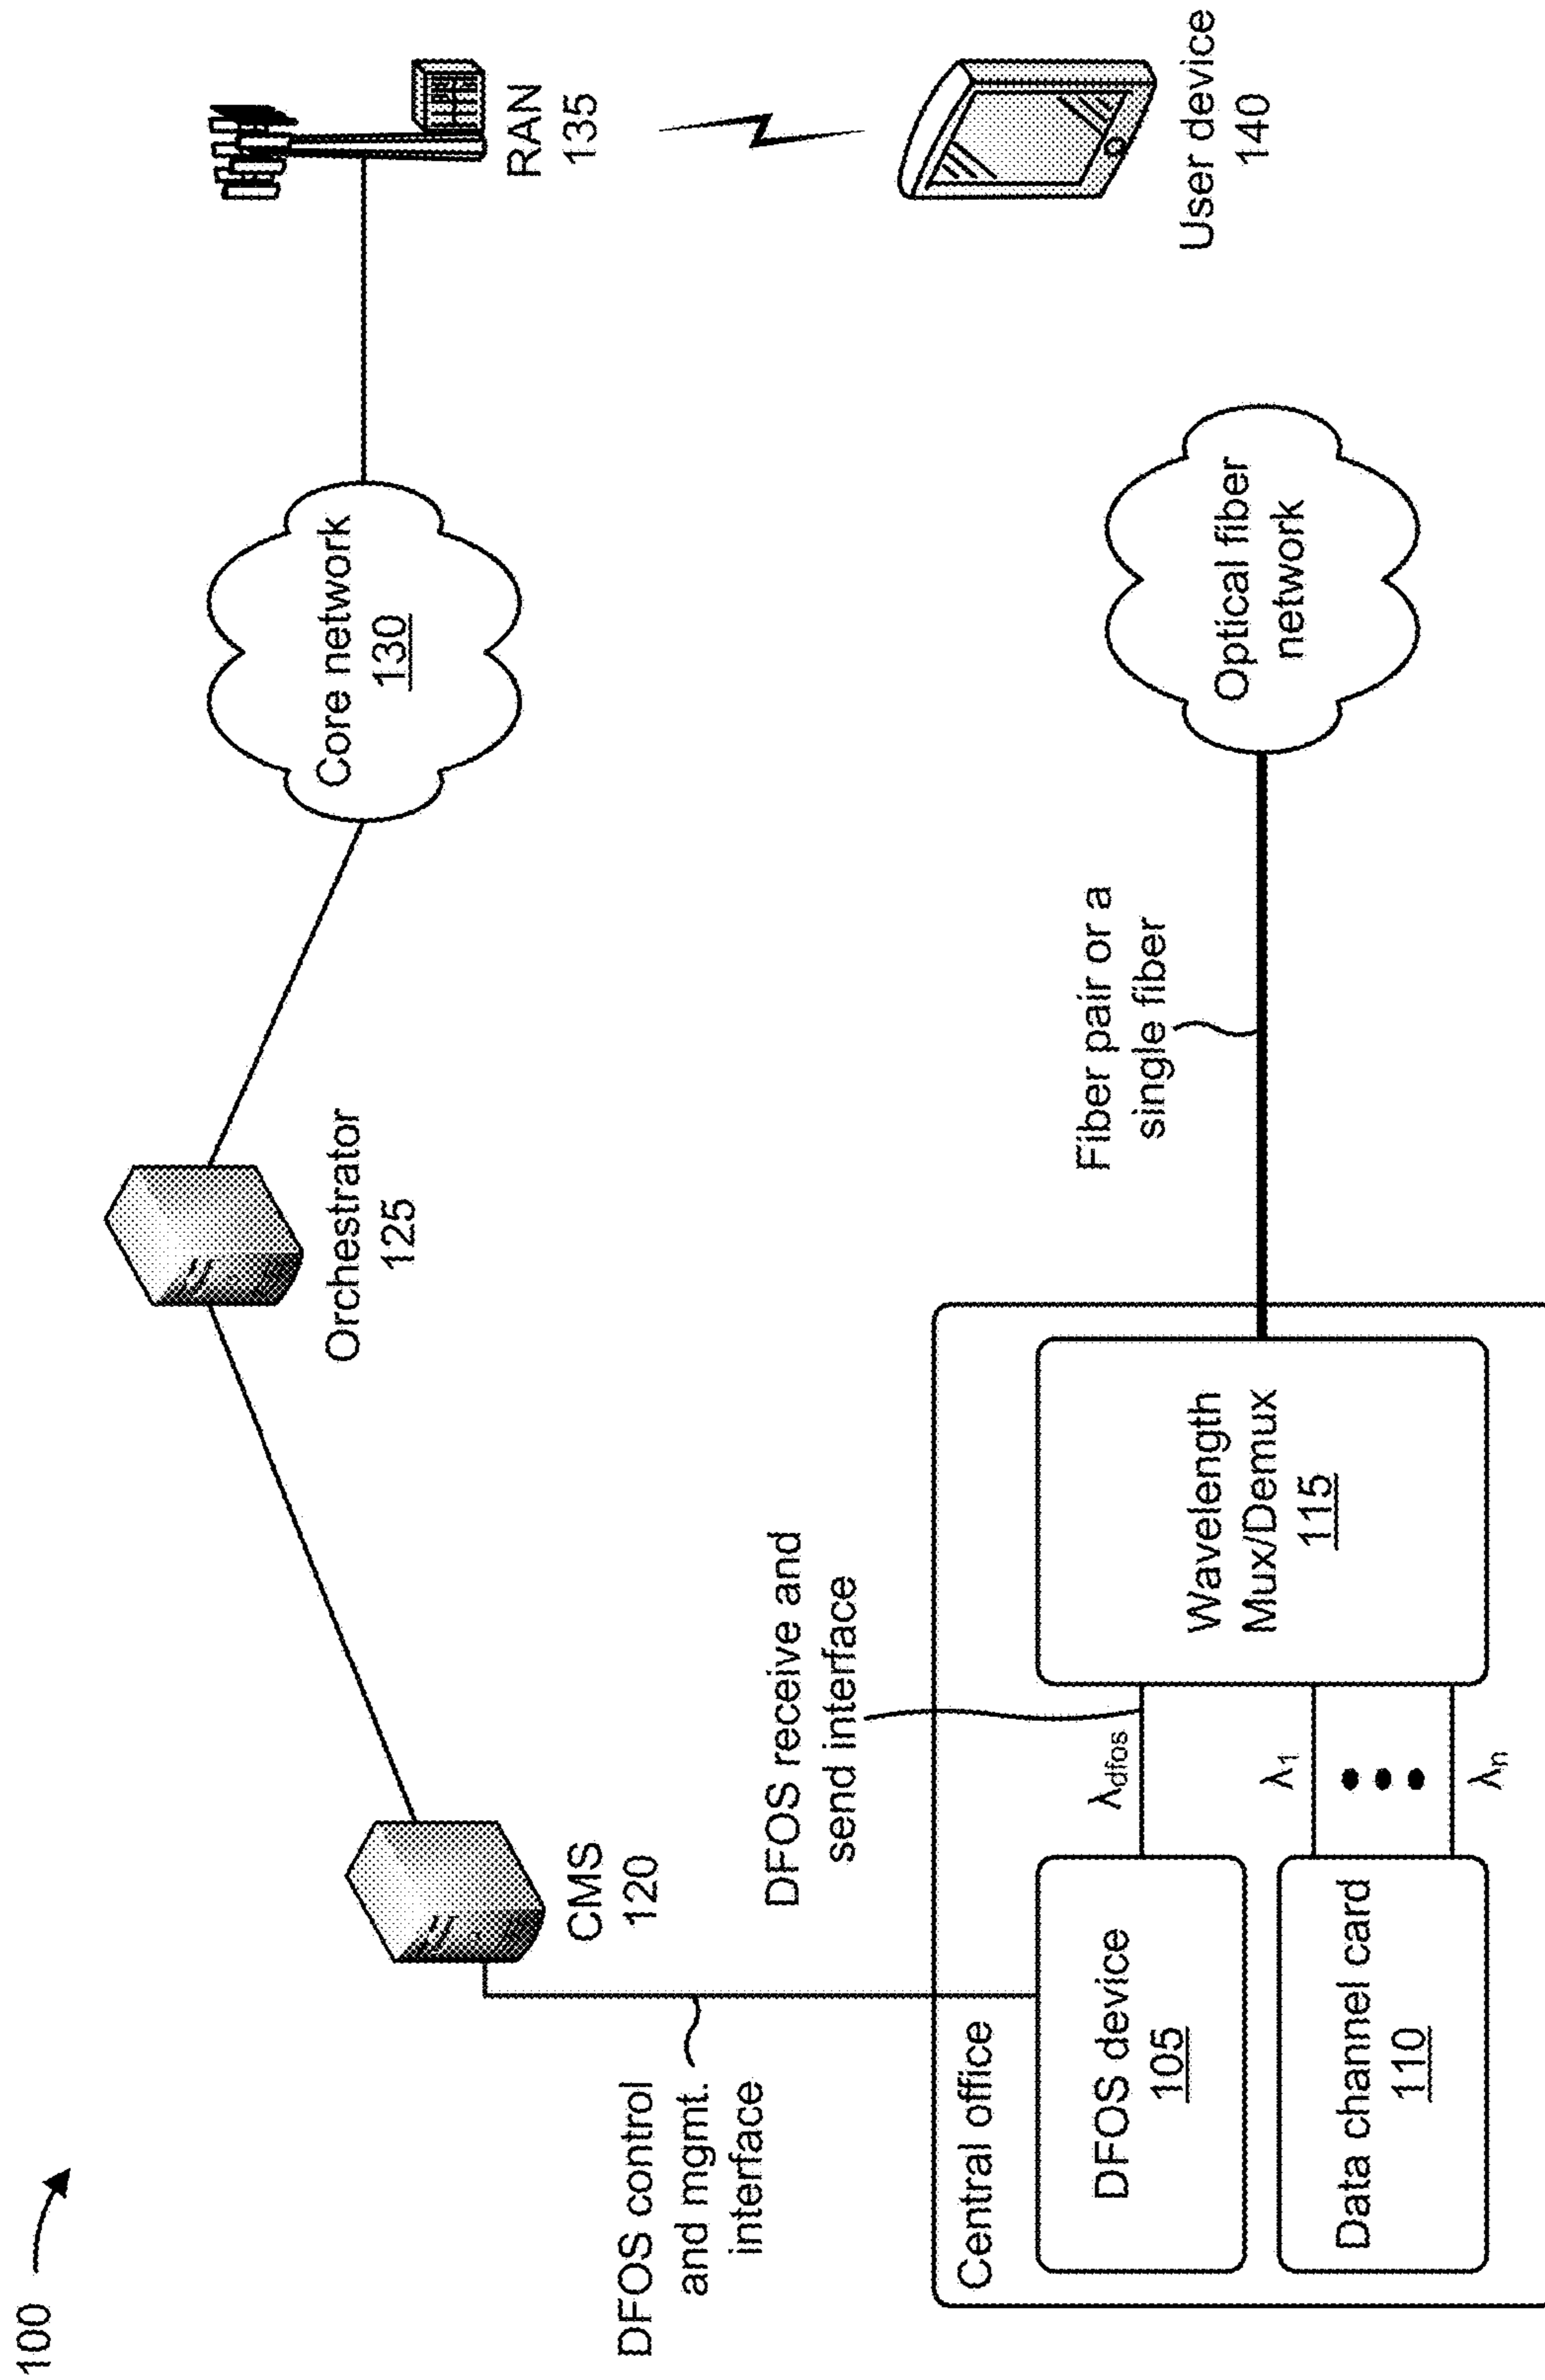 100
RAN
135
Core network
130
Orchestrator
125
CMS
120
User device
140
DFOS control
and mgmt.
interface
DFOS receive and
send interface
Fiber pair or a
single fiber
Optical fiber
network
Central office
DFOS device
105
λdfos
Wavelength
Mux/Demux
115
Data channel card
110
λ1
λn